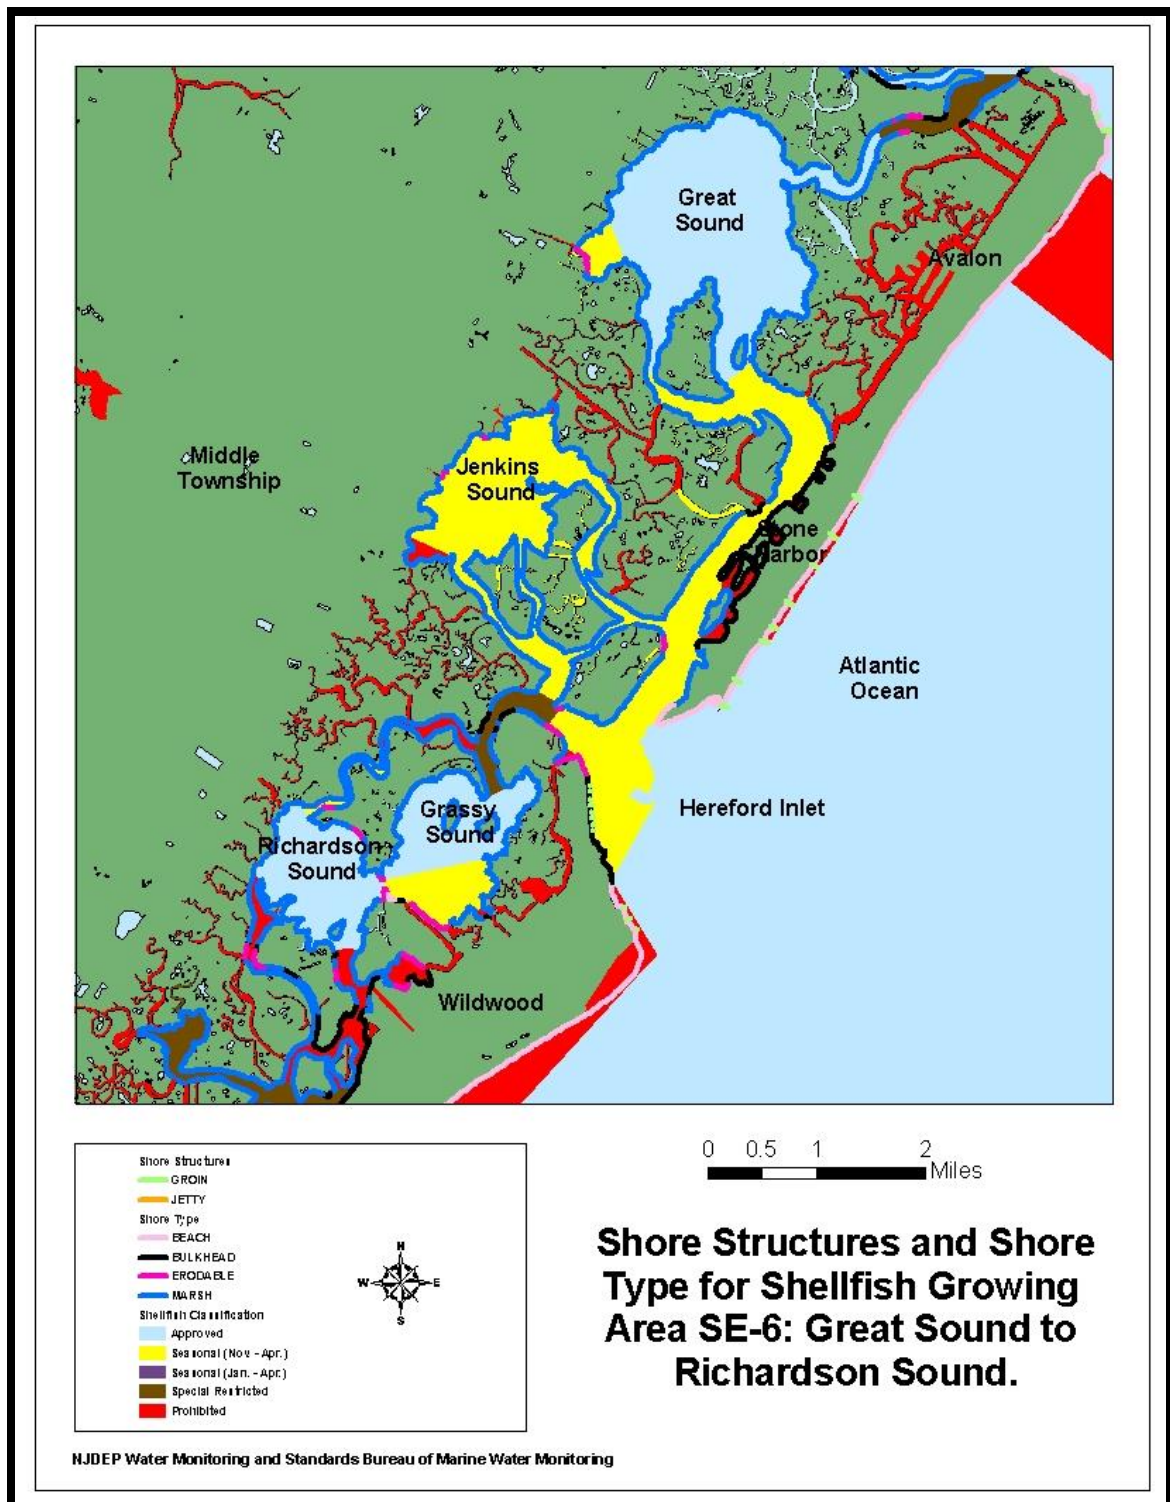 Great
Sound
Avalon
Middle
Township
Jenkins
Sound
Stone
Harbor
Atlantic
Ocean
Hereford Inlet
Grassy
Sound
Richardson
Sound
Wildwood
0 0.5 1 2
Miles
Shore Structures
GROIN
JETTY
Shore Type
BEACH
BULKHEAD
ERODABLE
MARSH
Shellfish Classification
Approved
Seasonal (Nov - Apr.)
Seasonal (Jan. - Apr.)
Special Restricted
Prohibited
N
W E
S
Shore Structures and Shore
Type for Shellfish Growing
Area SE-6: Great Sound to
Richardson Sound.
NJDEP Water Monitoring and Standards Bureau of Marine Water Monitoring